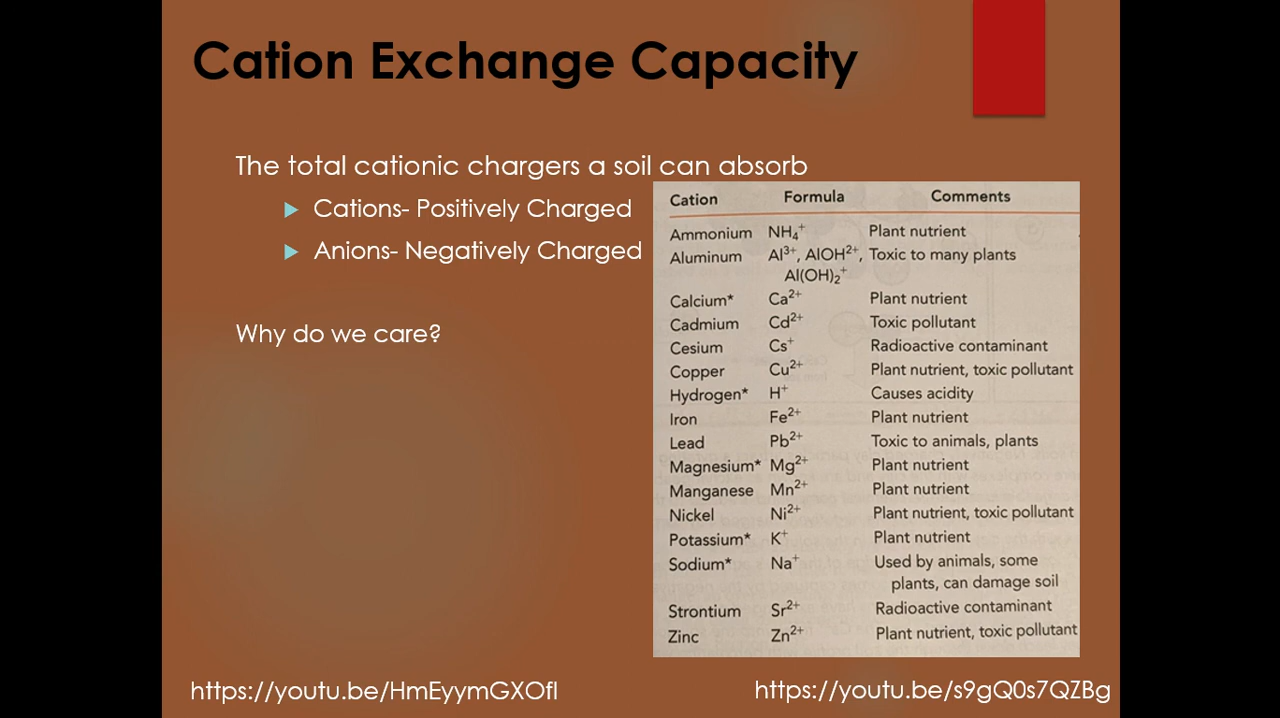 Cation Exchange Capacity
The total cationic chargers a soil can absorb
Cations- Positively Charged
Anions- Negatively Charged
Why do we care?
Cation Formula Comments
Ammonium NH₄⁺ Plant nutrient
Aluminum Al³⁺, AlOH²⁺, Toxic to many plants
Al(OH)₂⁺
Calcium* Ca²⁺ Plant nutrient
Cadmium Cd²⁺ Toxic pollutant
Cesium Cs⁺ Radioactive contaminant
Copper Cu²⁺ Plant nutrient, toxic pollutant
Hydrogen* H⁺ Causes acidity
Iron Fe²⁺ Plant nutrient
Lead Pb²⁺ Toxic to animals, plants
Magnesium* Mg²⁺ Plant nutrient
Manganese Mn²⁺ Plant nutrient
Nickel Ni²⁺ Plant nutrient, toxic pollutant
Potassium* K⁺ Plant nutrient
Sodium* Na⁺ Used by animals, some
plants, can damage soil
Strontium Sr²⁺ Radioactive contaminant
Zinc Zn²⁺ Plant nutrient, toxic pollutant
https://youtu.be/HmEyymGXOfI
https://youtu.be/s9gQ0s7QZBg